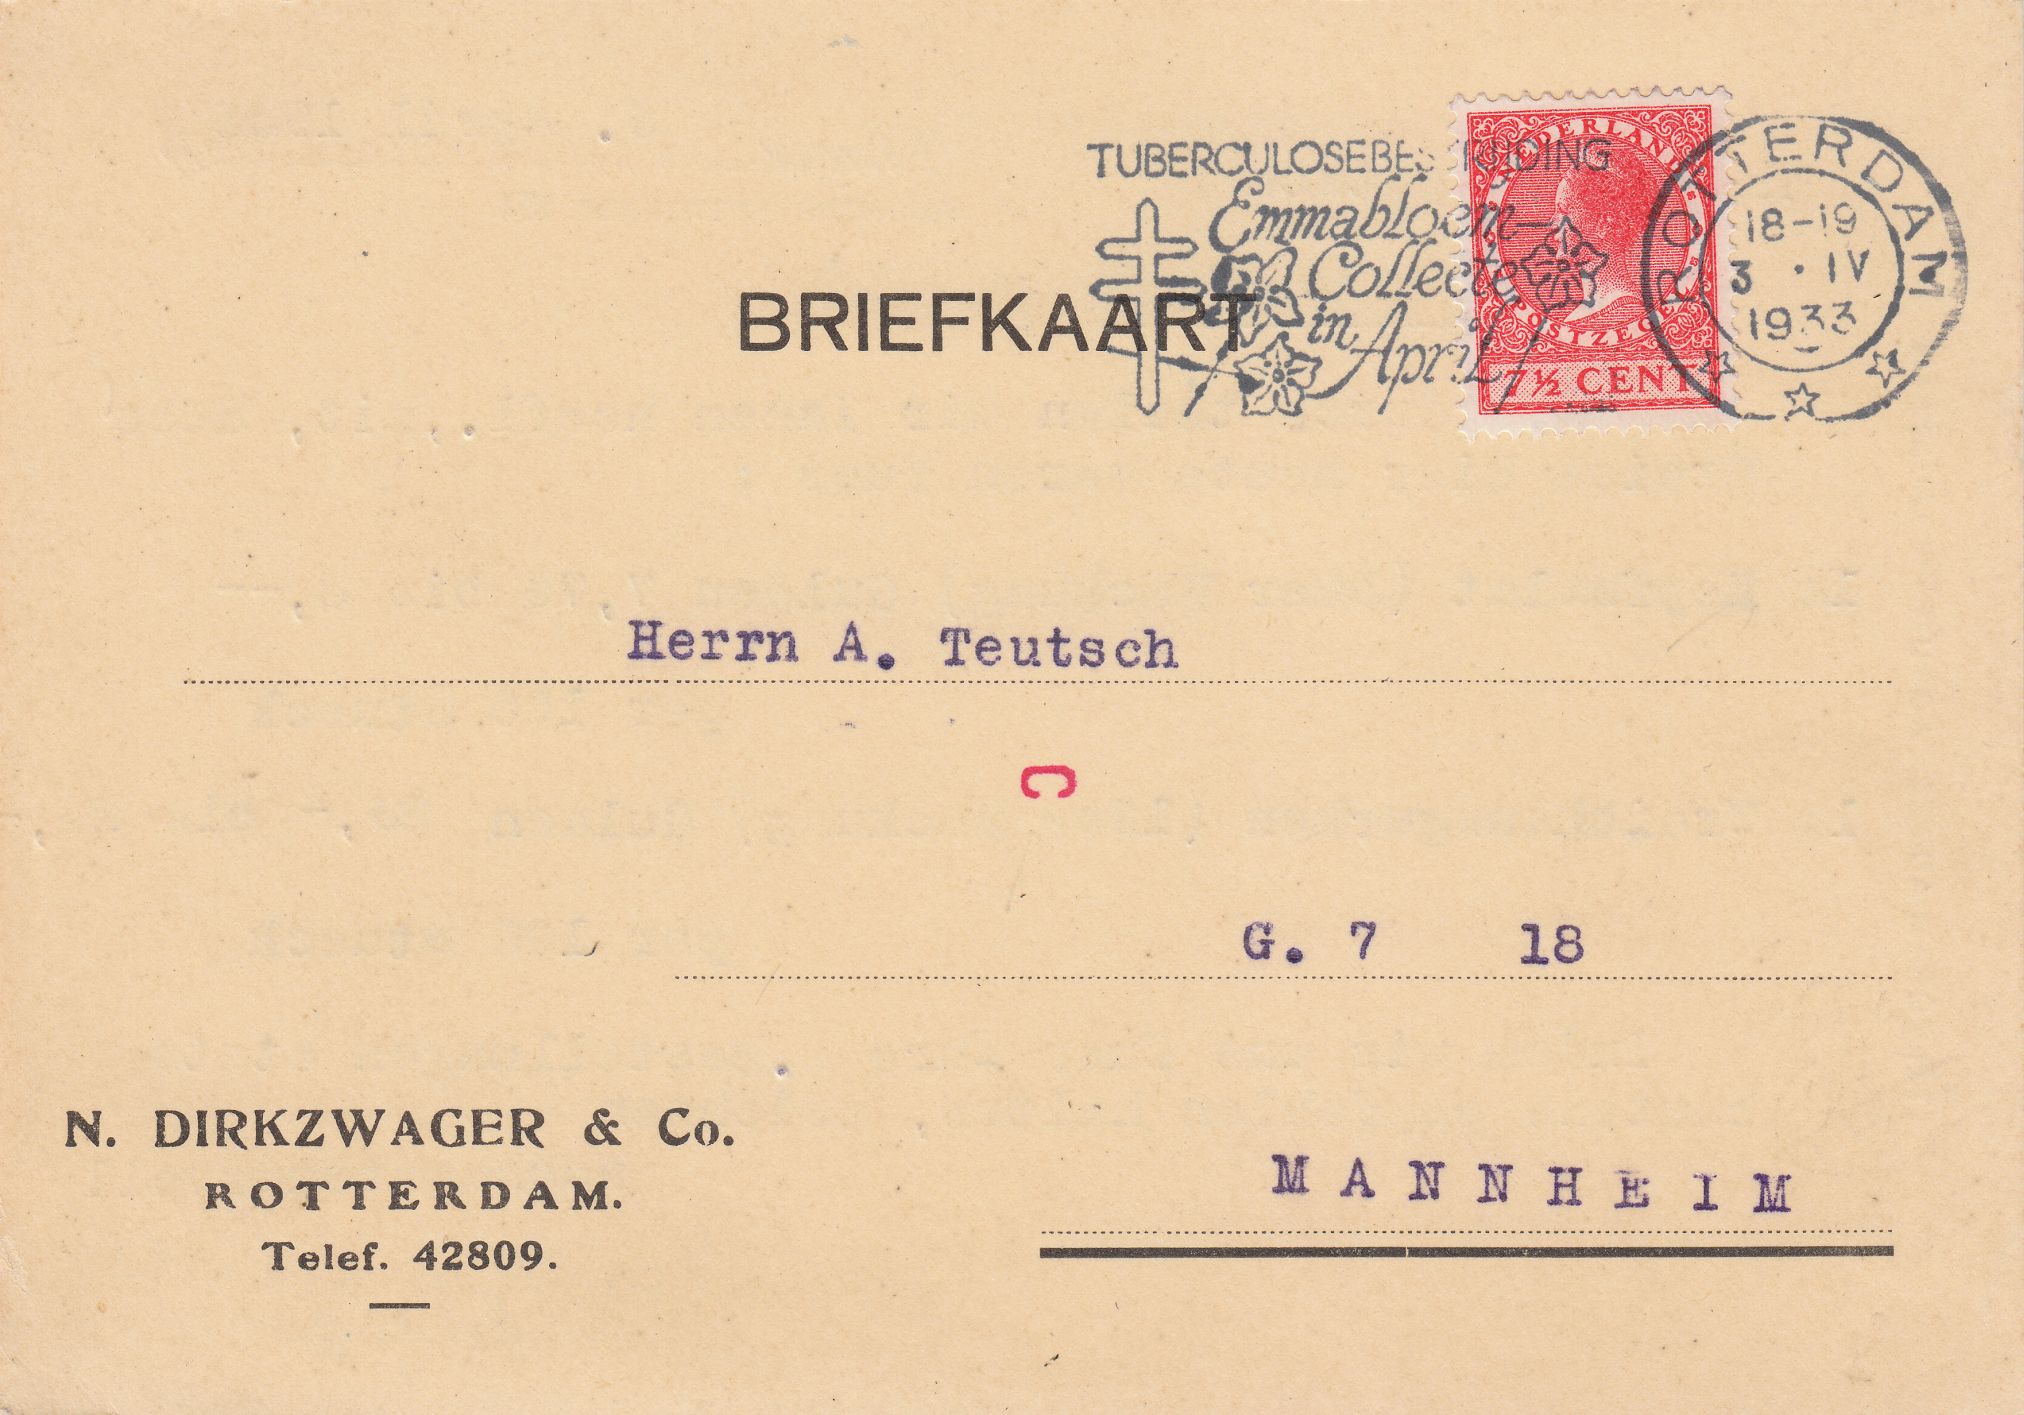 TUBERCULOSEBESTRIJDING
Emmabloem-
Collecte
in
April
NEDERLAND
POSTZEGEL
7½ CENT
ROTTERDAM
18-19
3 · IV
1933
BRIEFKAART
Herrn A. Teutsch
C
G. 7 18
MANNHEIM
N. DIRKZWAGER & Co.
ROTTERDAM.
Telef. 42809.